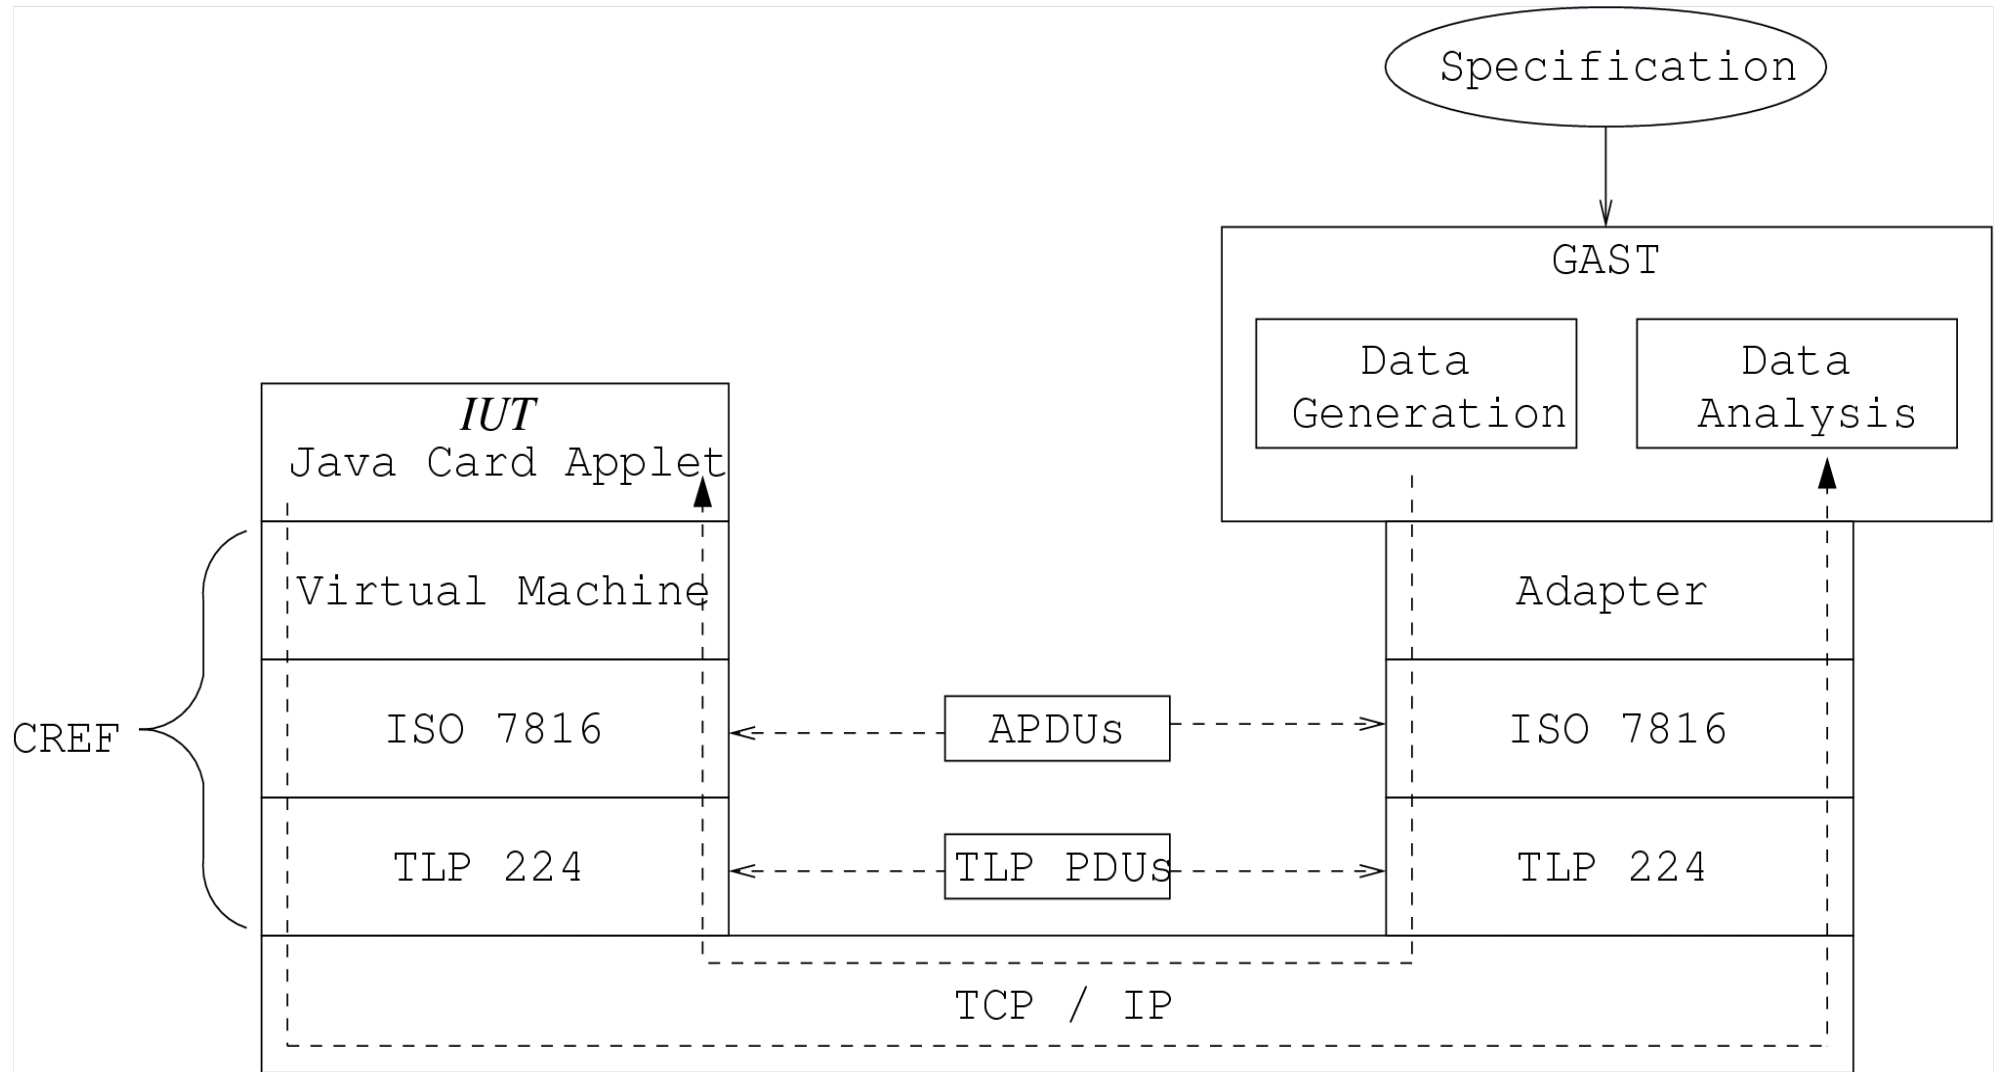 Specification
GAST
Data
Generation
Data
Analysis
IUT
Java Card Applet
Virtual Machine
Adapter
CREF
ISO 7816
APDUs
ISO 7816
TLP 224
TLP PDUs
TLP 224
TCP / IP